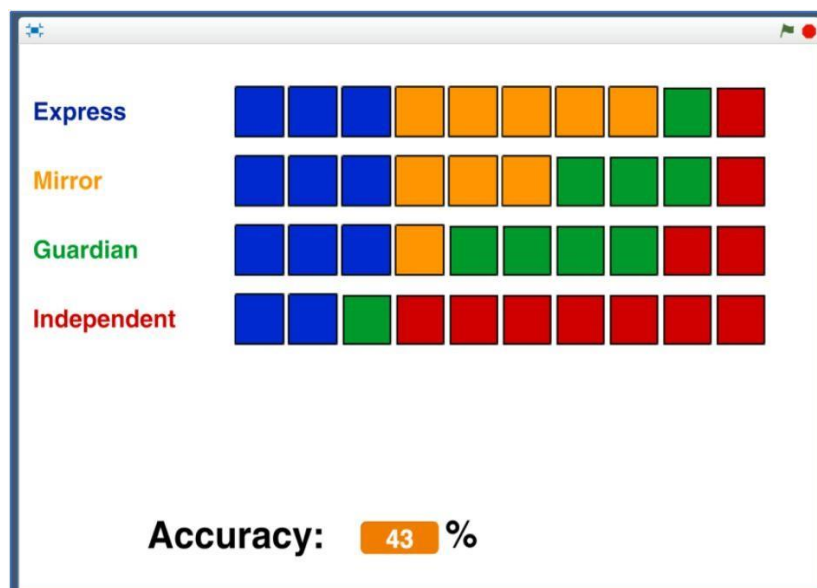 Express
Mirror
Guardian
Independent
Accuracy: 43 %